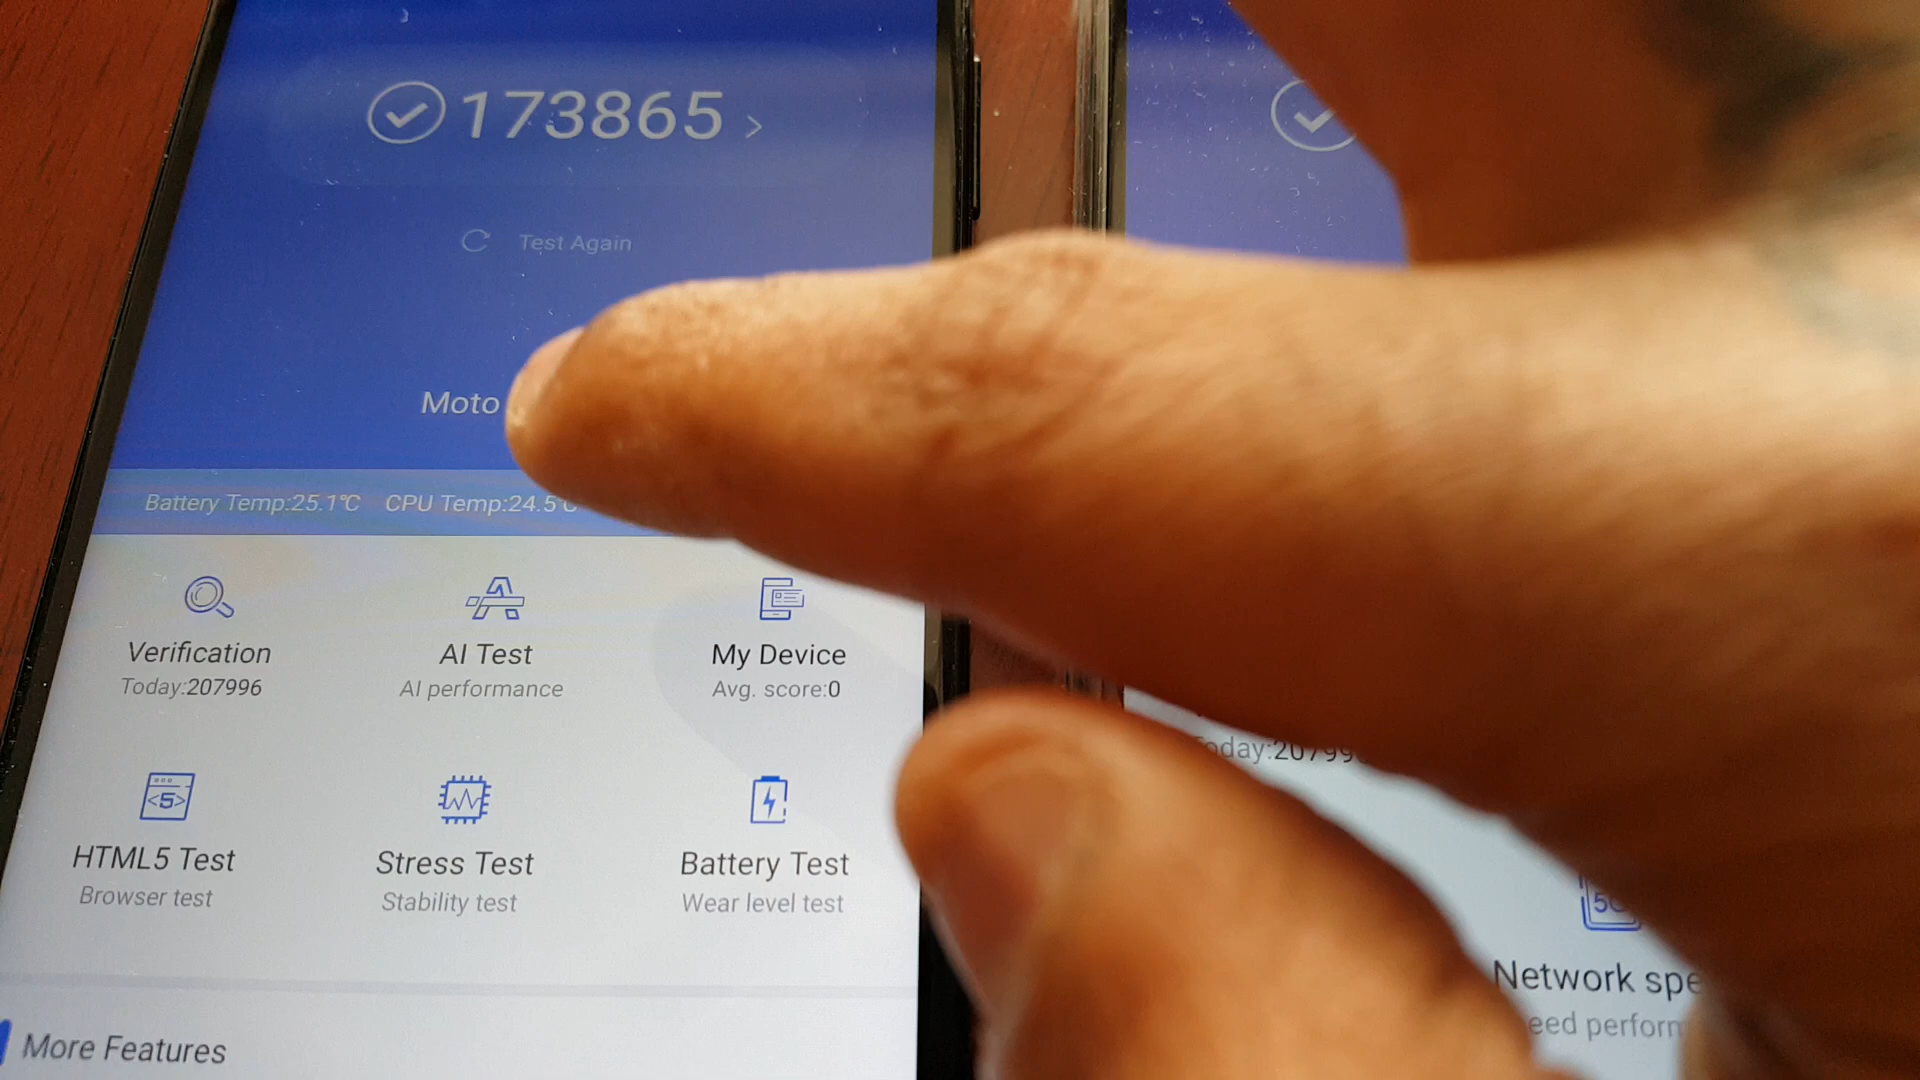 173865 >
Test Again
Moto
Battery Temp:25.1°C CPU Temp:24.5°C
Verification
Today:207996
AI Test
AI performance
My Device
Avg. score:0
HTML5 Test
Browser test
Stress Test
Stability test
Battery Test
Wear level test
More Features
Today:20799
Network spe
eed perform